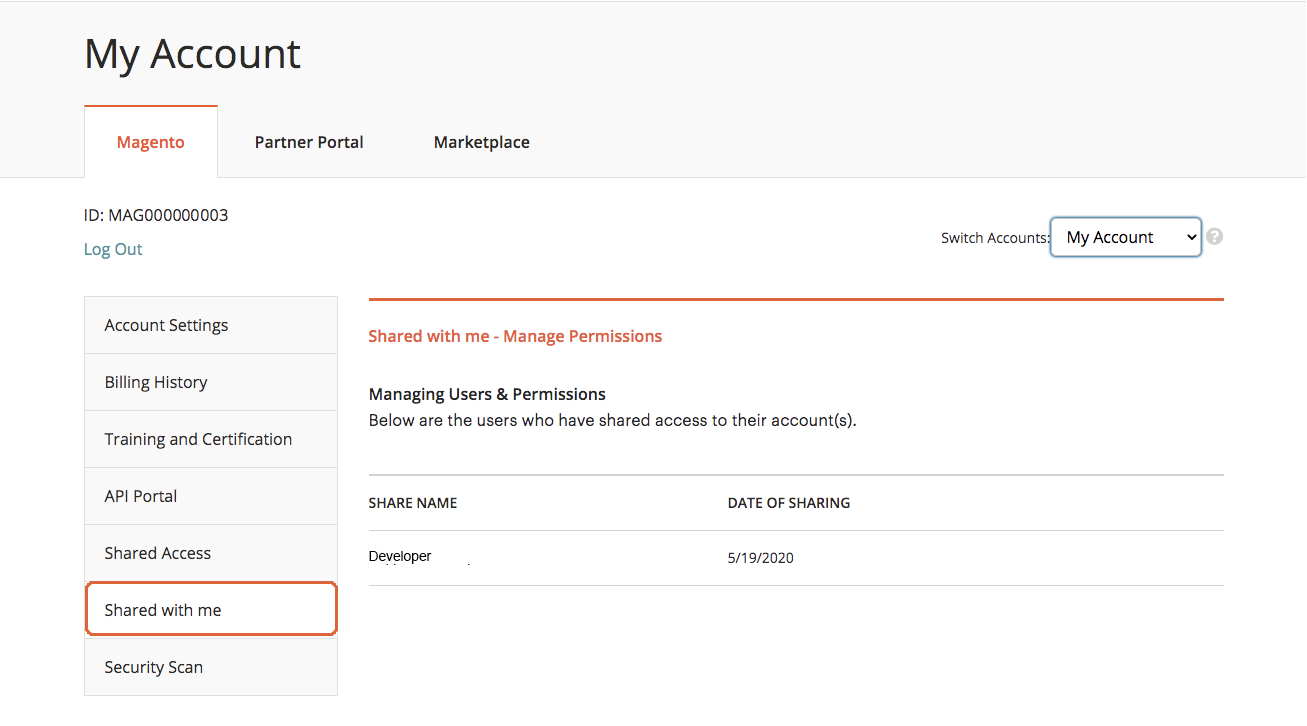 My Account
Magento Partner Portal Marketplace
ID: MAG000000003
Log Out
Switch Accounts: My Account ?
Account Settings
Billing History
Training and Certification
API Portal
Shared Access
Shared with me
Security Scan
Shared with me - Manage Permissions
Managing Users & Permissions
Below are the users who have shared access to their account(s).
SHARE NAME DATE OF SHARING
Developer 5/19/2020